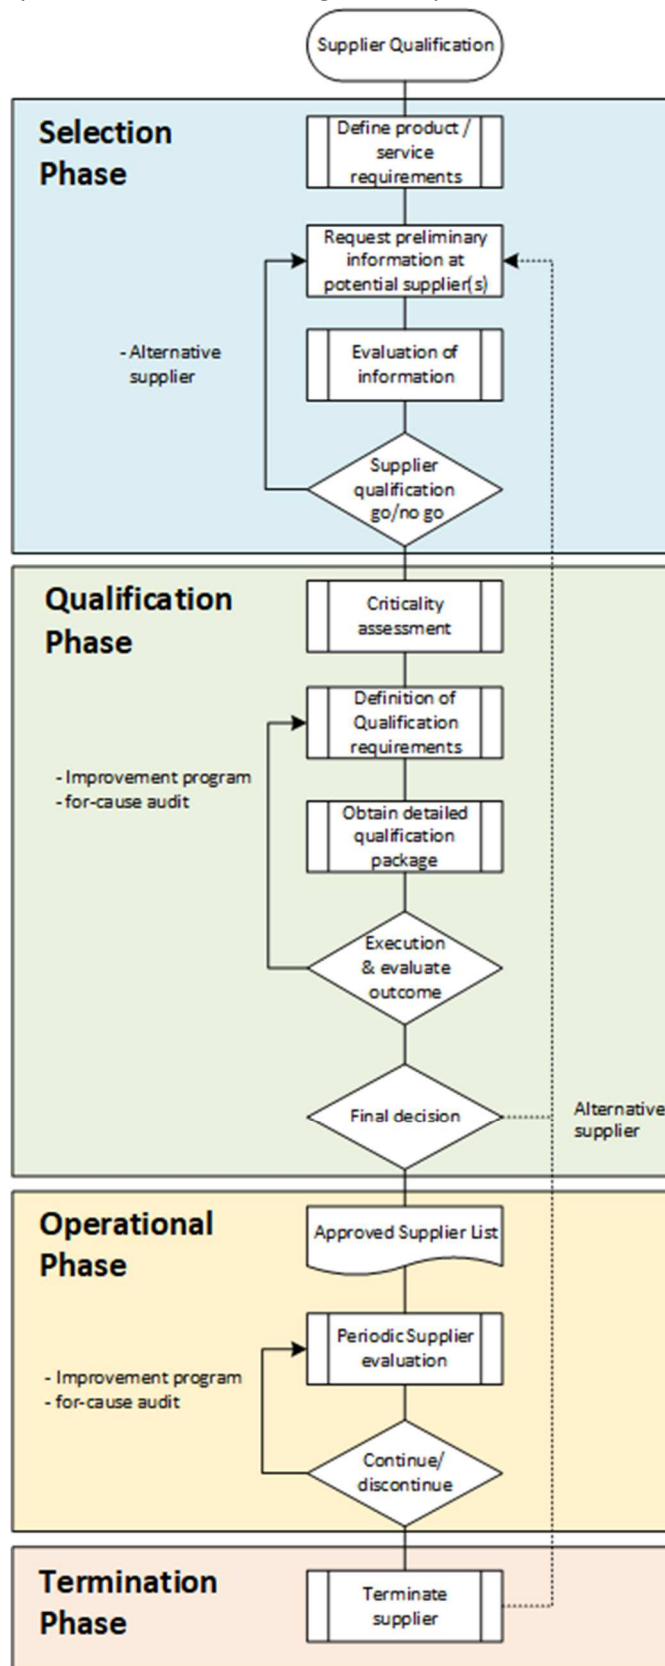 Supplier Qualification
Selection
Phase
Define product /
service
requirements
Request preliminary
information at
potential supplier(s)
- Alternative
supplier
Evaluation of
information
Supplier
qualification
go/no go
Qualification
Phase
Criticality
assessment
Definition of
Qualification
requirements
- Improvement program
- for-cause audit
Obtain detailed
qualification
package
Execution
& evaluate
outcome
Final decision
Alternative
supplier
Operational
Phase
Approved Supplier List
Periodic Supplier
evaluation
- Improvement program
- for-cause audit
Continue/
discontinue
Termination
Phase
Terminate
supplier